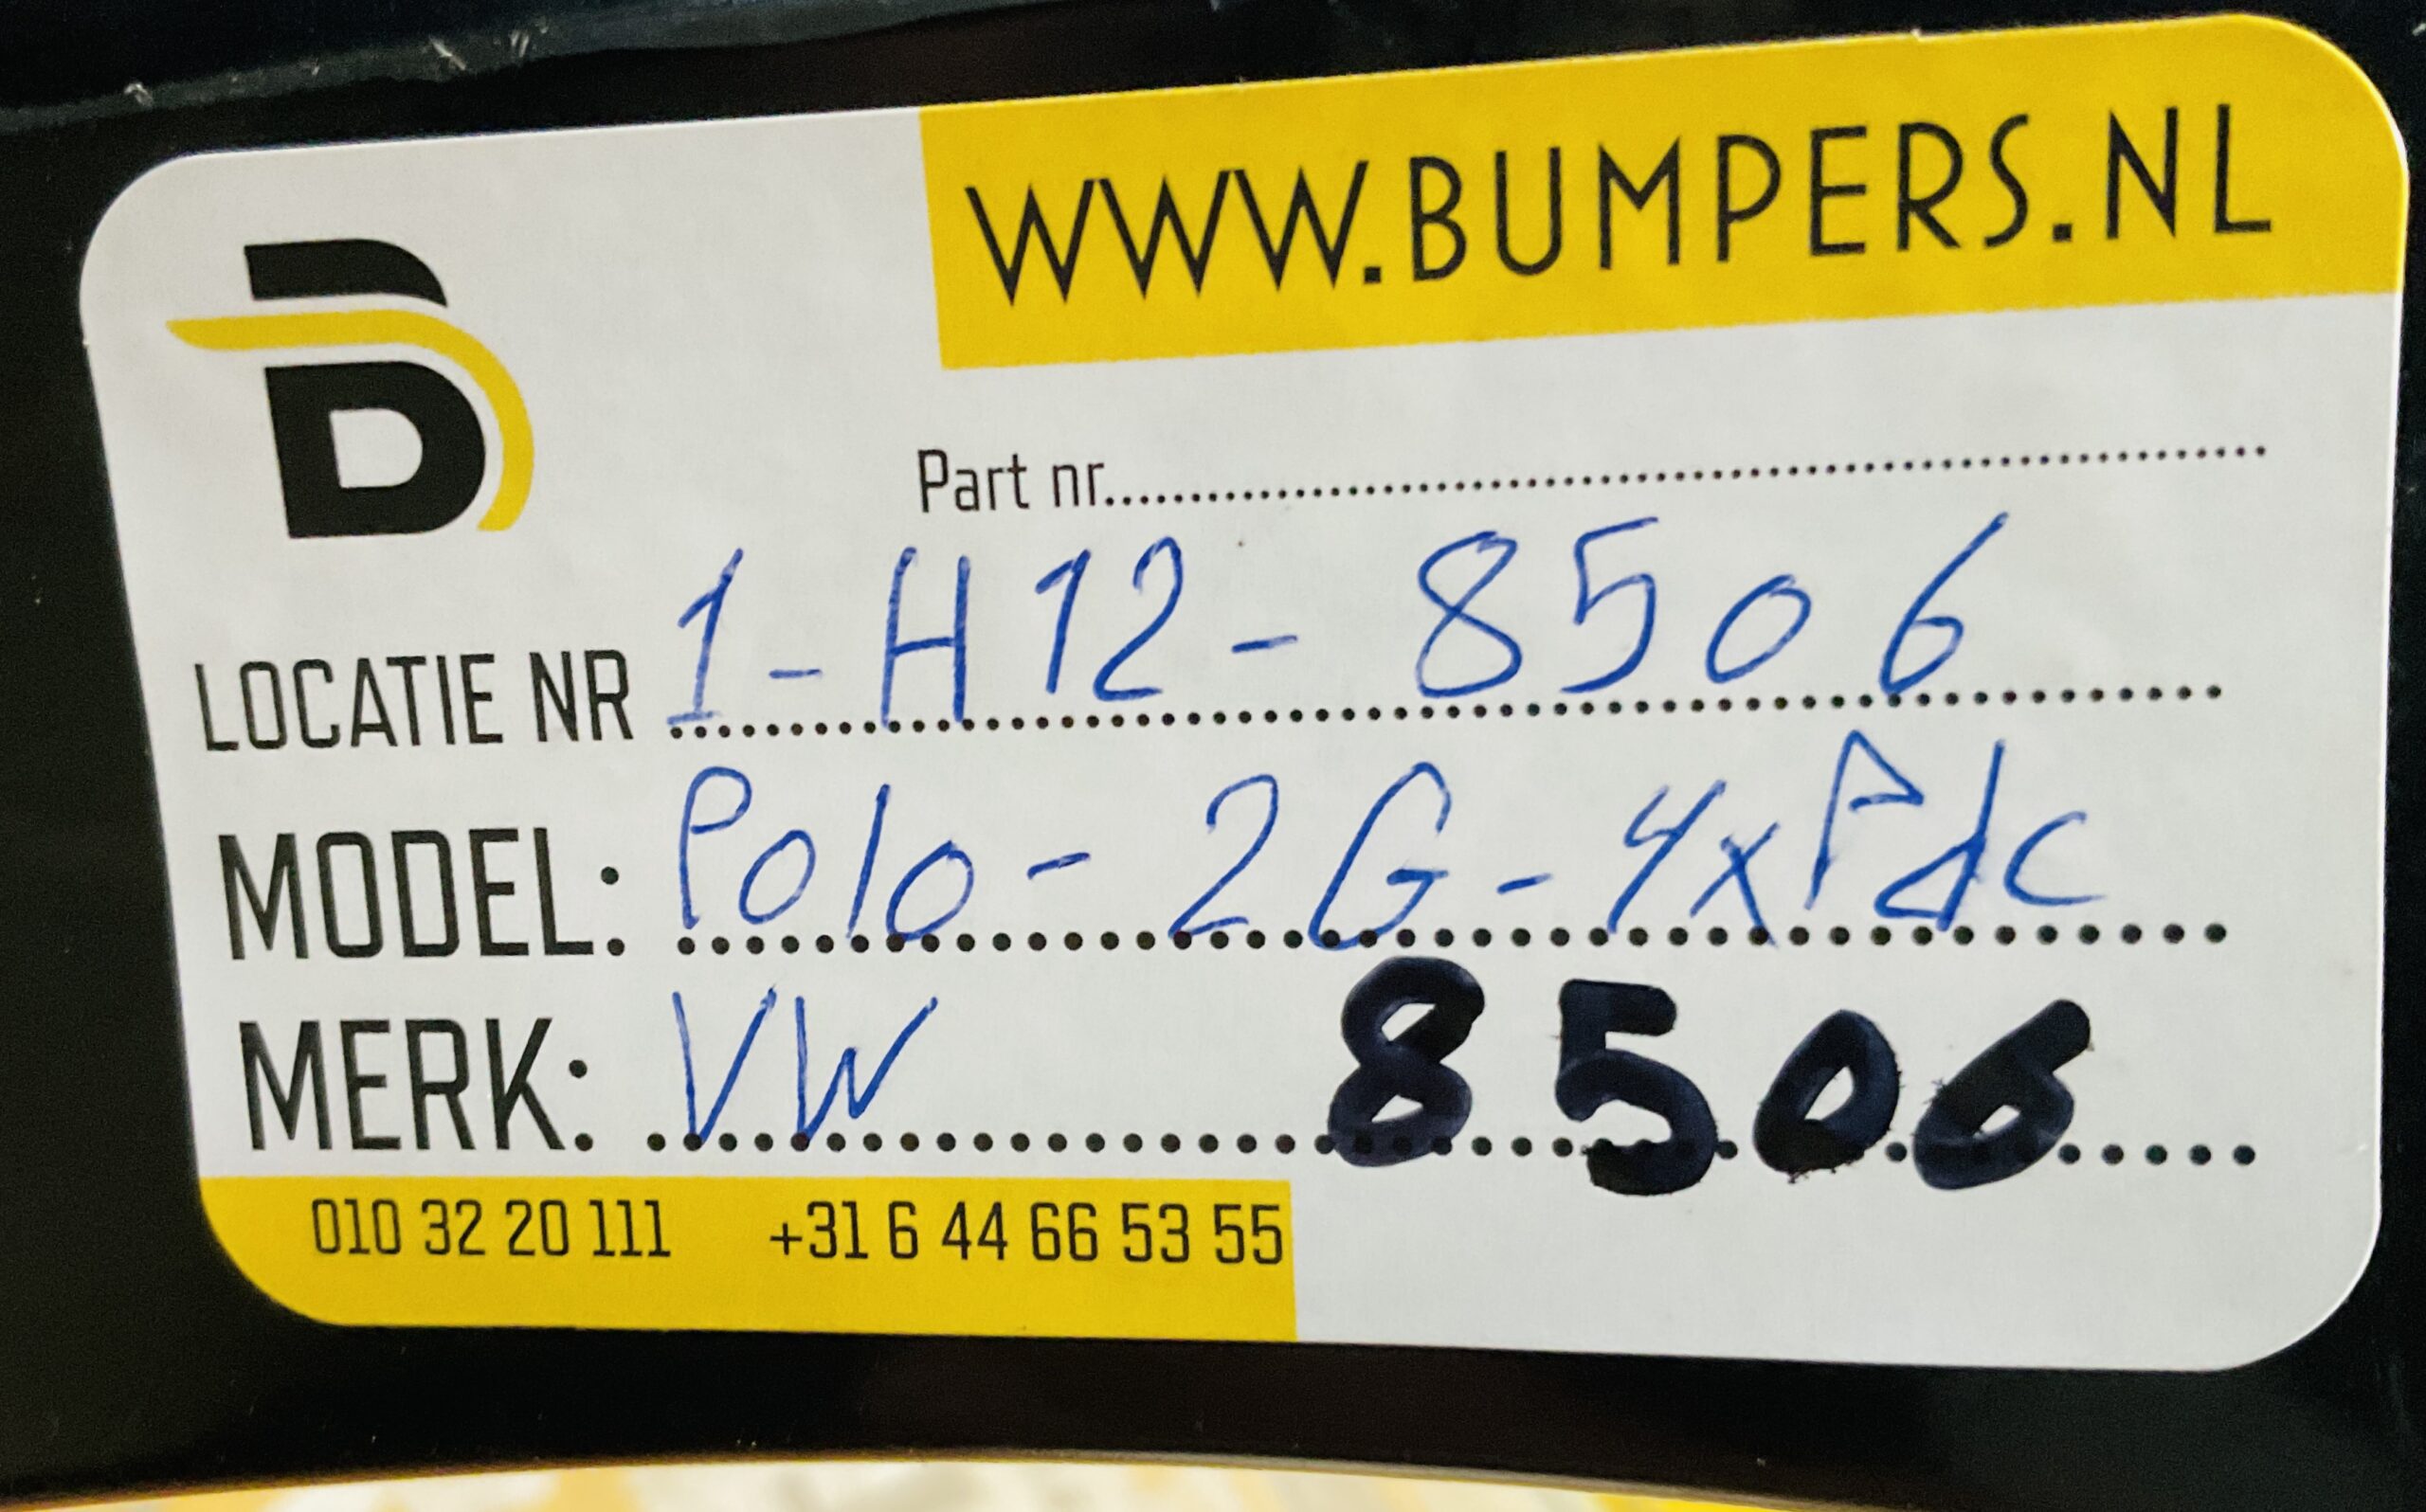 WWW.BUMPERS.NL
B
Part nr.............
LOCATIE NR 1-H12-8506
MODEL: Polo-2G-4xPdc
MERK: VW 8506
010 32 20 111 +31 6 44 66 53 55